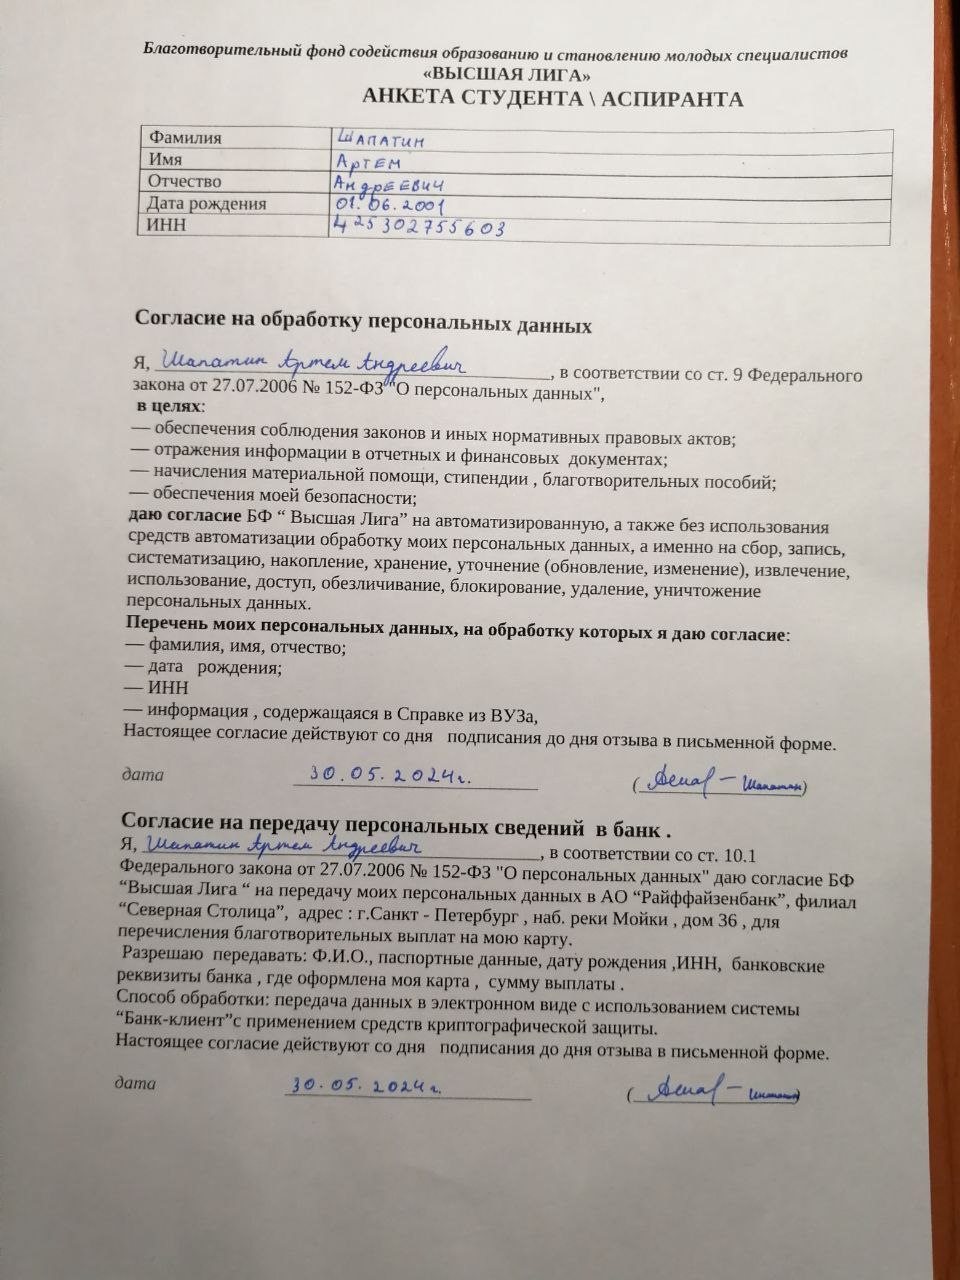 Благотворительный фонд содействия образованию и становлению молодых специалистов
«ВЫСШАЯ ЛИГА»
АНКЕТА СТУДЕНТА \ АСПИРАНТА
Фамилия ШАПАТИН
Имя АРТЕМ
Отчество АНДРЕЕВИЧ
Дата рождения 01.06.2001
ИНН 425302755603
Согласие на обработку персональных данных
Я, Шапатин Артем Андреевич, в соответствии со ст. 9 Федерального
закона от 27.07.2006 № 152-ФЗ "О персональных данных",
в целях:
— обеспечения соблюдения законов и иных нормативных правовых актов;
— отражения информации в отчетных и финансовых документах;
— начисления материальной помощи, стипендии , благотворительных пособий;
— обеспечения моей безопасности;
даю согласие БФ “ Высшая Лига” на автоматизированную, а также без использования
средств автоматизации обработку моих персональных данных, а именно на сбор, запись,
систематизацию, накопление, хранение, уточнение (обновление, изменение), извлечение,
использование, доступ, обезличивание, блокирование, удаление, уничтожение
персональных данных.
Перечень моих персональных данных, на обработку которых я даю согласие:
— фамилия, имя, отчество;
— дата рождения;
— ИНН
— информация , содержащаяся в Справке из ВУЗа,
Настоящее согласие действуют со дня подписания до дня отзыва в письменной форме.
дата 30.05.2024г. ( Шапатин)
Согласие на передачу персональных сведений в банк .
Я, Шапатин Артем Андреевич, в соответствии со ст. 10.1
Федерального закона от 27.07.2006 № 152-ФЗ "О персональных данных" даю согласие БФ
“Высшая Лига “ на передачу моих персональных данных в АО “Райффайзенбанк”, филиал
“Северная Столица”, адрес : г.Санкт - Петербург , наб. реки Мойки , дом 36 , для
перечисления благотворительных выплат на мою карту.
Разрешаю передавать: Ф.И.О., паспортные данные, дату рождения ,ИНН, банковские
реквизиты банка , где оформлена моя карта , сумму выплаты .
Способ обработки: передача данных в электронном виде с использованием системы
“Банк-клиент”с применением средств криптографической защиты.
Настоящее согласие действуют со дня подписания до дня отзыва в письменной форме.
дата 30.05.2024г. ( Шапатин)